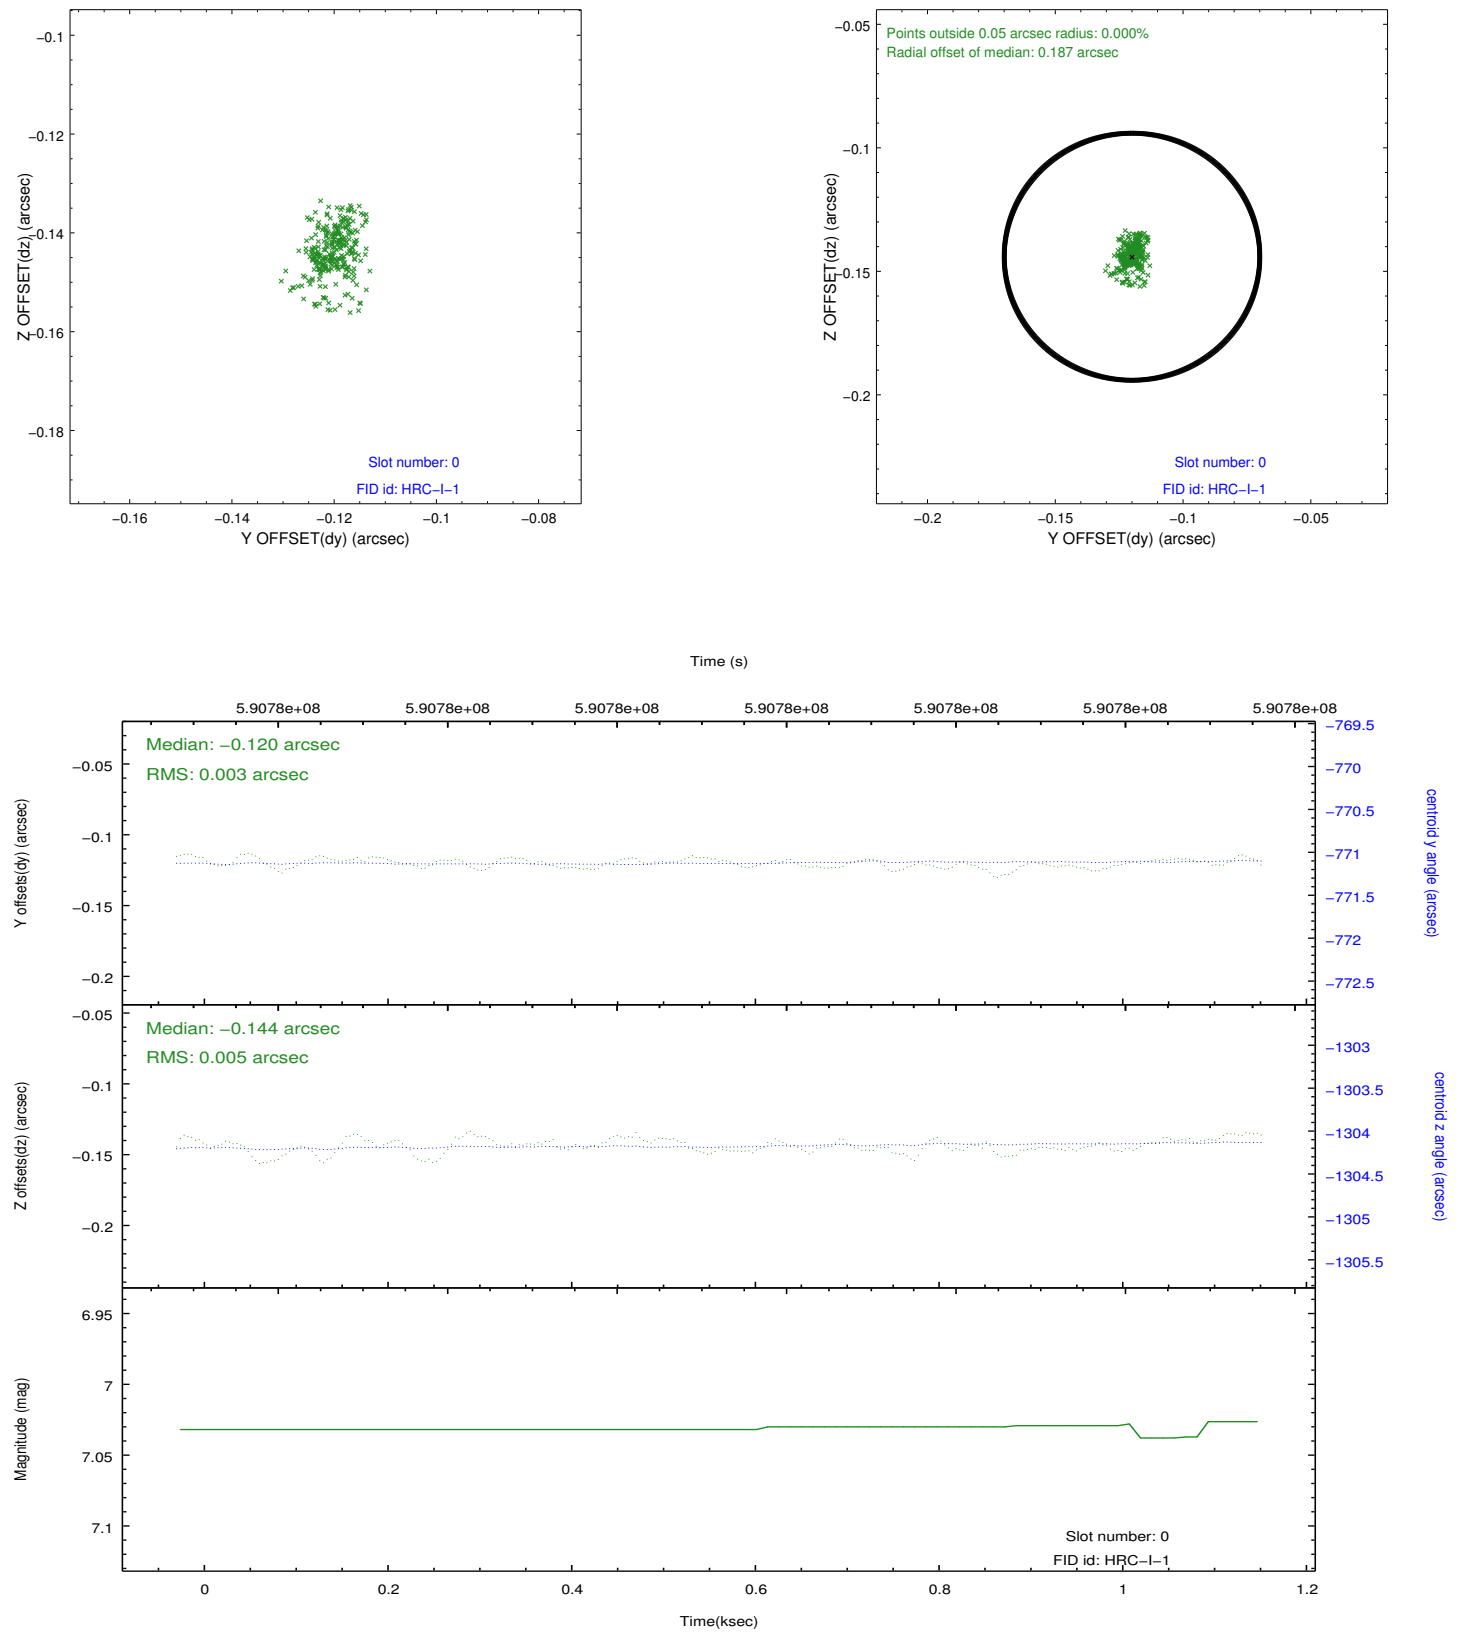 −0.1
−0.12
−0.14
−0.16
−0.18
Z OFFSET(dz) (arcsec)
Slot number: 0
FID id: HRC−I−1
−0.16 −0.14 −0.12 −0.1 −0.08
Y OFFSET(dy) (arcsec)
Points outside 0.05 arcsec radius: 0.000%
Radial offset of median: 0.187 arcsec
−0.05
−0.1
−0.15
−0.2
Z OFFSET(dz) (arcsec)
Slot number: 0
FID id: HRC−I−1
−0.2 −0.15 −0.1 −0.05
Y OFFSET(dy) (arcsec)
Time (s)
5.9078e+08 5.9078e+08 5.9078e+08 5.9078e+08 5.9078e+08 5.9078e+08 5.9078e+08
Median: −0.120 arcsec
RMS: 0.003 arcsec
−0.05
−0.1
−0.15
−0.2
Y offsets(dy) (arcsec)
−769.5
−770
−770.5
−771
−771.5
−772
−772.5
centroid y angle (arcsec)
Median: −0.144 arcsec
RMS: 0.005 arcsec
−0.05
−0.1
−0.15
−0.2
Z offsets(dz) (arcsec)
−1303
−1303.5
−1304
−1304.5
−1305
−1305.5
centroid z angle (arcsec)
6.95
7
7.05
7.1
Magnitude (mag)
Slot number: 0
FID id: HRC−I−1
0 0.2 0.4 0.6 0.8 1 1.2
Time(ksec)